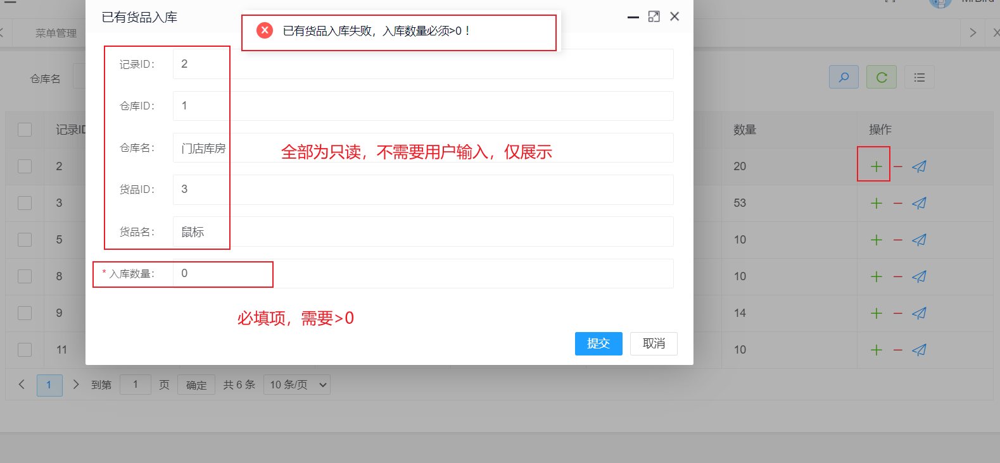 已有货品入库
已有货品入库失败，入库数量必须>0！
菜单管理
记录ID：
2
仓库名
仓库ID：
1
记录ID
仓库名：
门店库房
全部为只读，不需要用户输入，仅展示
数量
操作
2
货品ID：
3
20
3
货品名：
鼠标
53
5
10
8
* 入库数量：
0
10
9
必填项，需要>0
14
11
提交
取消
10
1
到第
1
页
确定
共 6 条
10 条/页